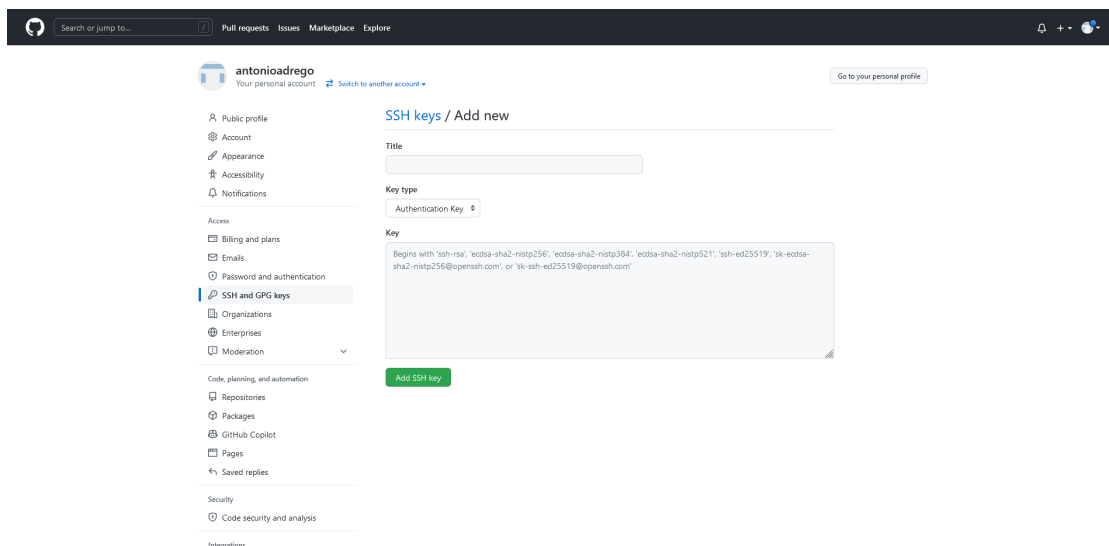 Search or jump to... /
Pull requests Issues Marketplace Explore
antonioadrego
Your personal account Switch to another account
Go to your personal profile
Public profile
Account
Appearance
Accessibility
Notifications
Access
Billing and plans
Emails
Password and authentication
SSH and GPG keys
Organizations
Enterprises
Moderation
Code, planning, and automation
Repositories
Packages
GitHub Copilot
Pages
Saved replies
Security
Code security and analysis
Integrations
SSH keys / Add new
Title
Key type
Authentication Key
Key
Begins with 'ssh-rsa', 'ecdsa-sha2-nistp256', 'ecdsa-sha2-nistp384', 'ecdsa-sha2-nistp521', 'ssh-ed25519', 'sk-ecdsa-
sha2-nistp256@openssh.com', or 'sk-ssh-ed25519@openssh.com'
Add SSH key